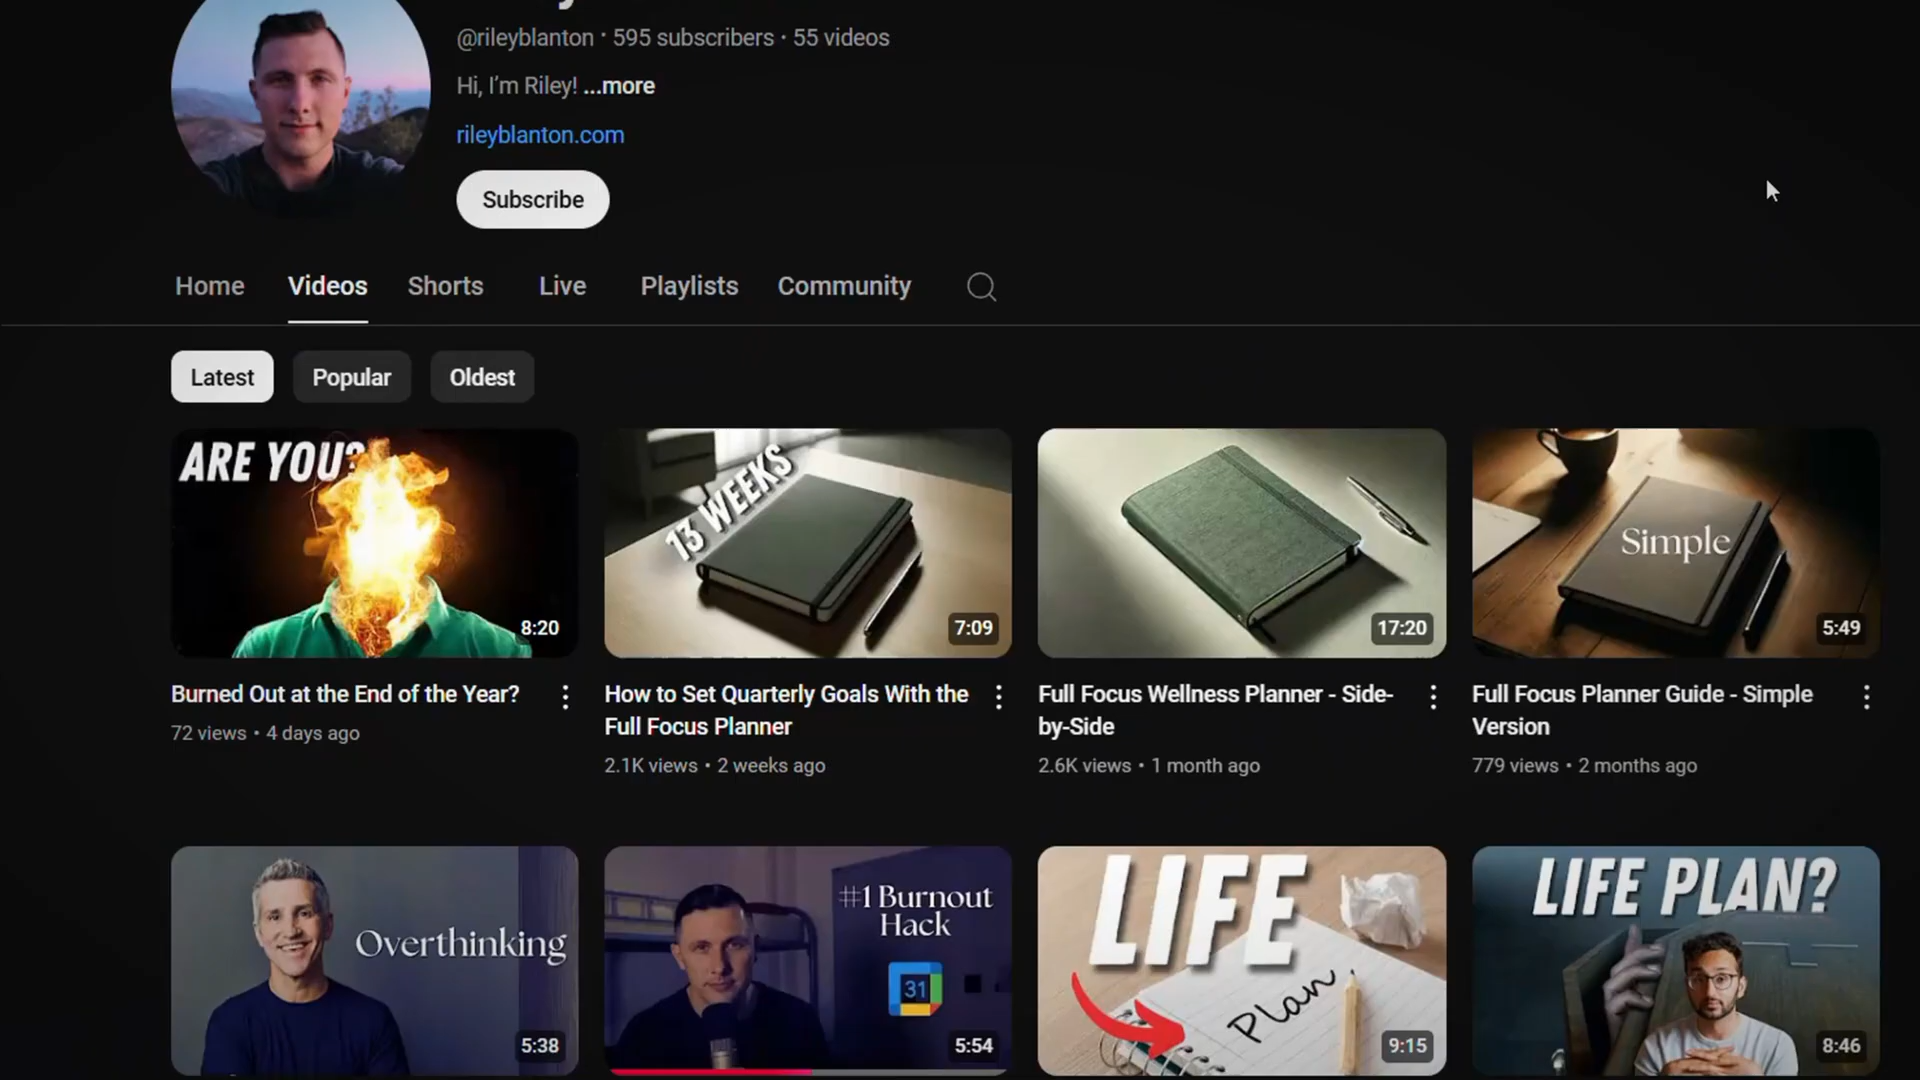 @rileyblanton · 595 subscribers · 55 videos
Hi, I'm Riley! ...more
rileyblanton.com
Subscribe
Home Videos Shorts Live Playlists Community
Latest Popular Oldest
ARE YOU?
8:20
13 WEEKS
7:09
17:20
Simple
5:49
Burned Out at the End of the Year?
72 views · 4 days ago
How to Set Quarterly Goals With the
Full Focus Planner
2.1K views · 2 weeks ago
Full Focus Wellness Planner - Side-
by-Side
2.6K views · 1 month ago
Full Focus Planner Guide - Simple
Version
779 views · 2 months ago
Overthinking
5:38
#1 Burnout
Hack
31
5:54
LIFE
Plan
9:15
LIFE PLAN?
8:46